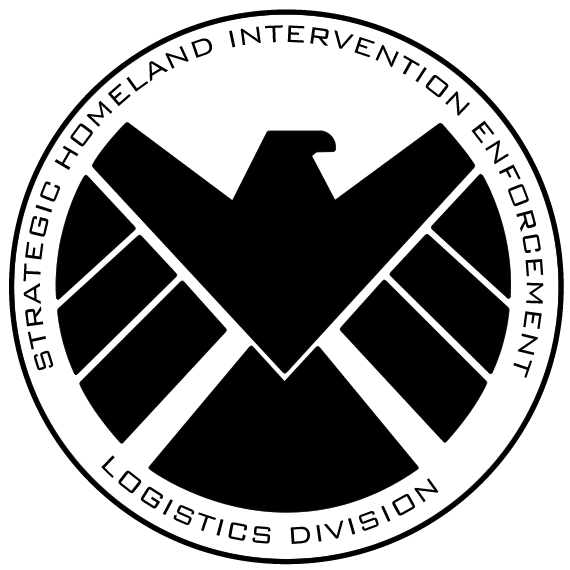 STRATEGIC HOMELAND INTERVENTION ENFORCEMENT
LOGISTICS DIVISION